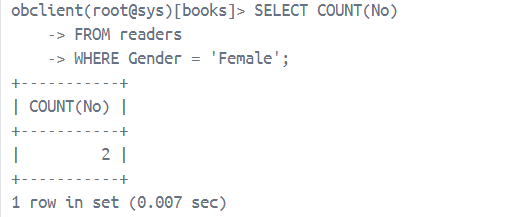 obclient(root@sys)[books]> SELECT COUNT(No)
    -> FROM readers
    -> WHERE Gender = 'Female';
+-----------+
| COUNT(No) |
+-----------+
|         2 |
+-----------+
1 row in set (0.007 sec)